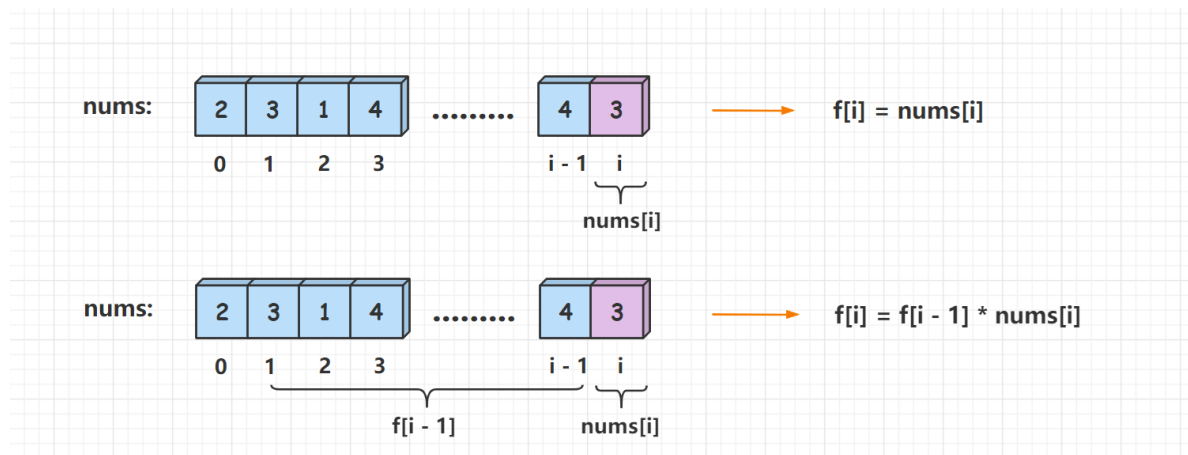 nums: 2 3 1 4 ......... 4 3 f[i] = nums[i]
0 1 2 3 i - 1 i
nums[i]
nums: 2 3 1 4 ......... 4 3 f[i] = f[i - 1] * nums[i]
0 1 2 3 i - 1 i
f[i - 1] nums[i]